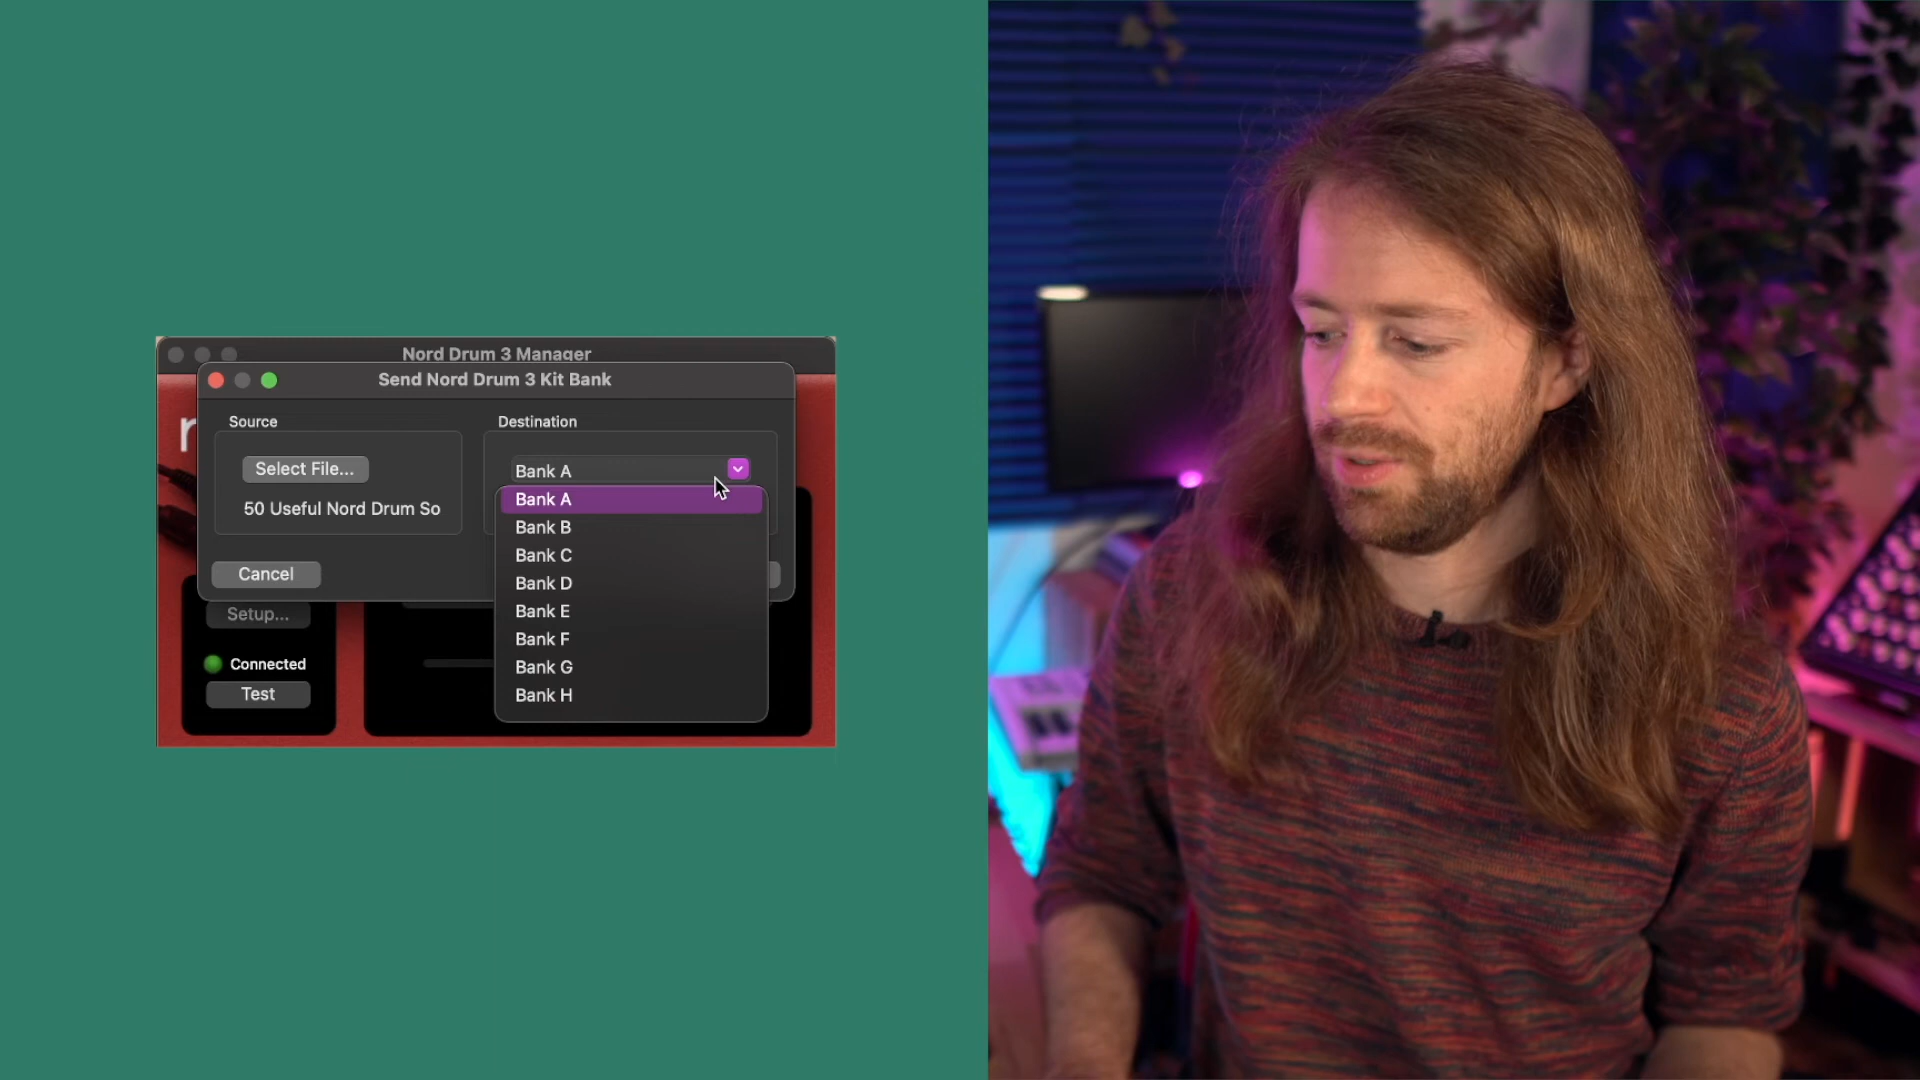 Nord Drum 3 Manager
Send Nord Drum 3 Kit Bank
Source
Destination
Select File...
50 Useful Nord Drum So
Bank A
Bank A
Bank B
Bank C
Bank D
Bank E
Bank F
Bank G
Bank H
Cancel
Setup...
Connected
Test